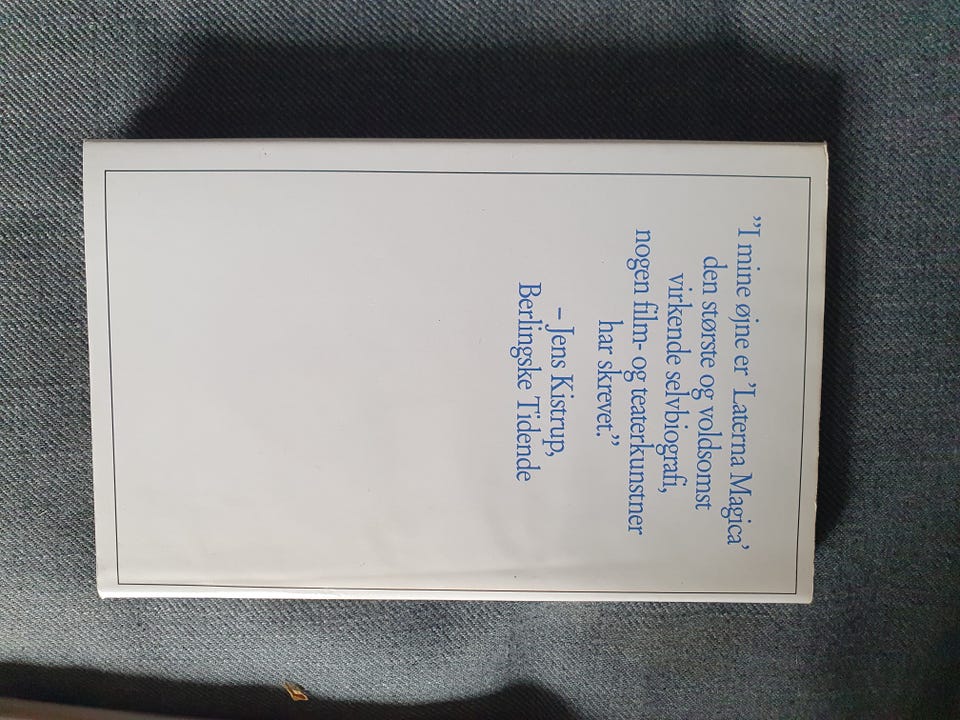 ”I mine øjne er ’Laterna Magica’
den største og voldsomst
virkende selvbiografi,
nogen film- og teaterkunstner
har skrevet.”
– Jens Kistrup,
Berlingske Tidende